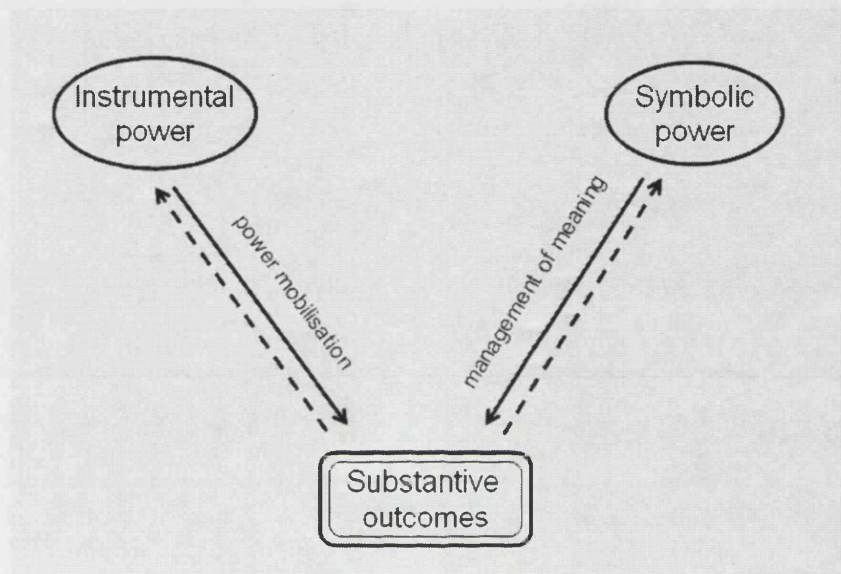 Instrumental
power
Symbolic
power
power mobilisation
management of meaning
Substantive
outcomes